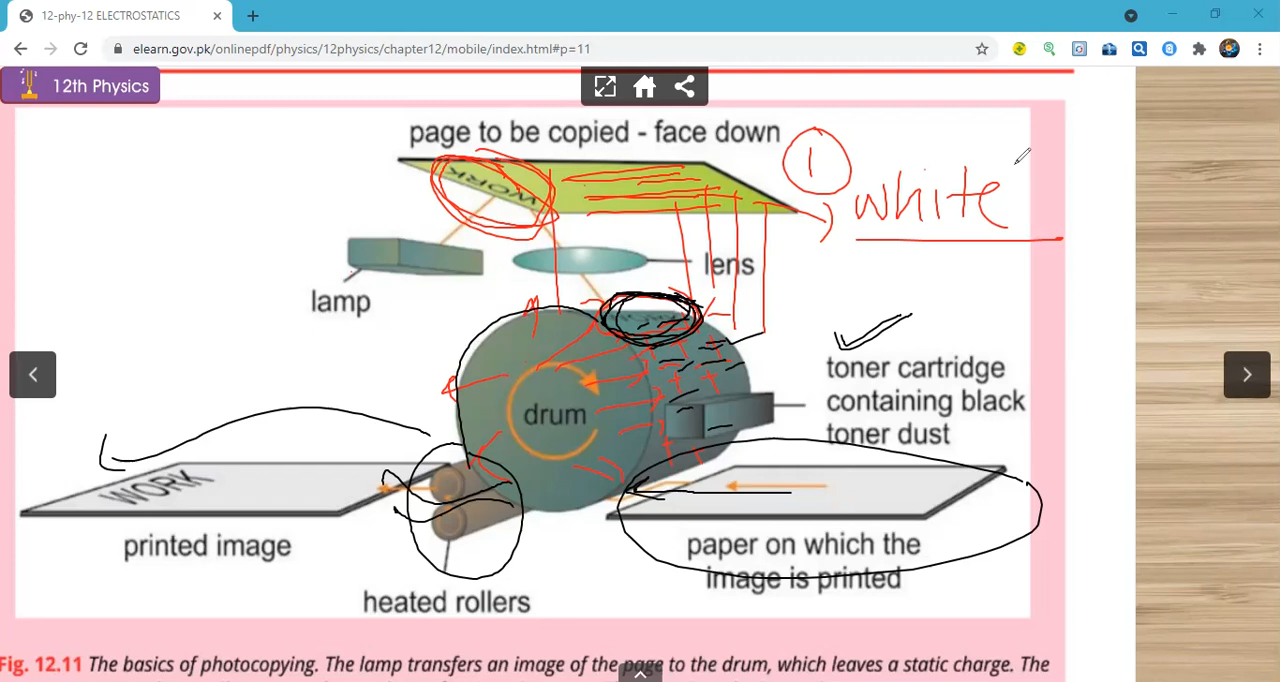 12-phy-12 ELECTROSTATICS
elearn.gov.pk/onlinepdf/physics/12physics/chapter12/mobile/index.html#p=11
12th Physics
page to be copied - face down
1
white
WORK
lens
lamp
WORK
toner cartridge
containing black
toner dust
drum
WORK
printed image
paper on which the
image is printed
heated rollers
Fig. 12.11 The basics of photocopying. The lamp transfers an image of the page to the drum, which leaves a static charge. The